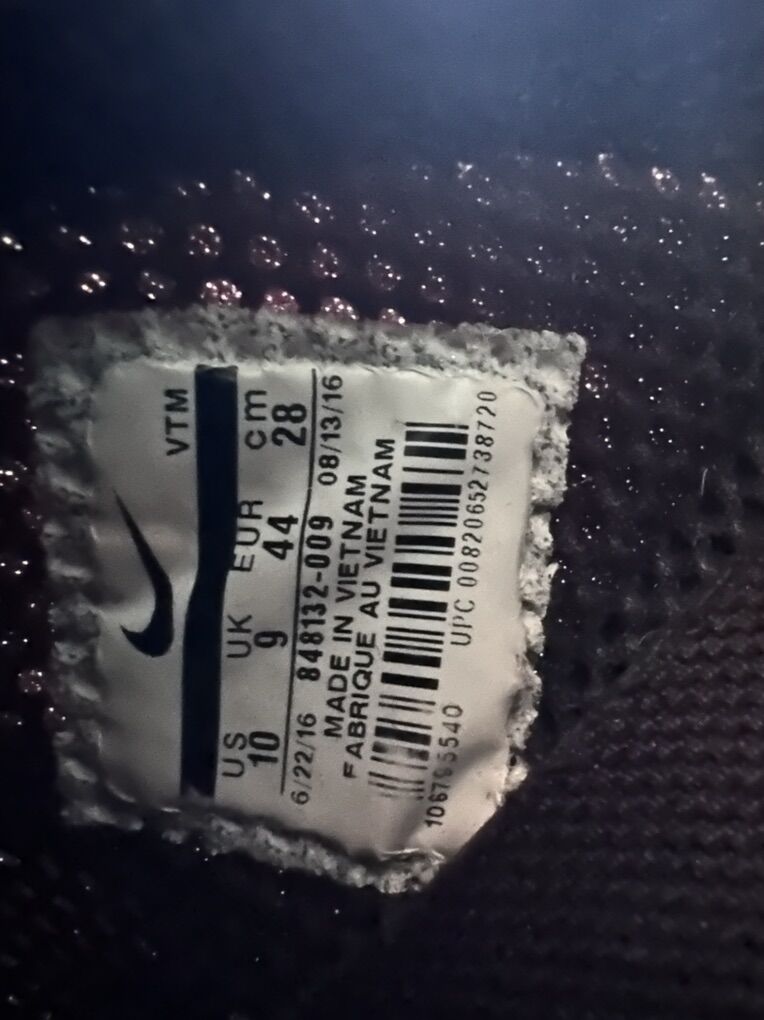 VTM
US UK EUR cm
10 9 44 28
6/22/16 848132-009 08/13/16
MADE IN VIETNAM
FABRIQUE AU VIETNAM
UPC 00820652738720